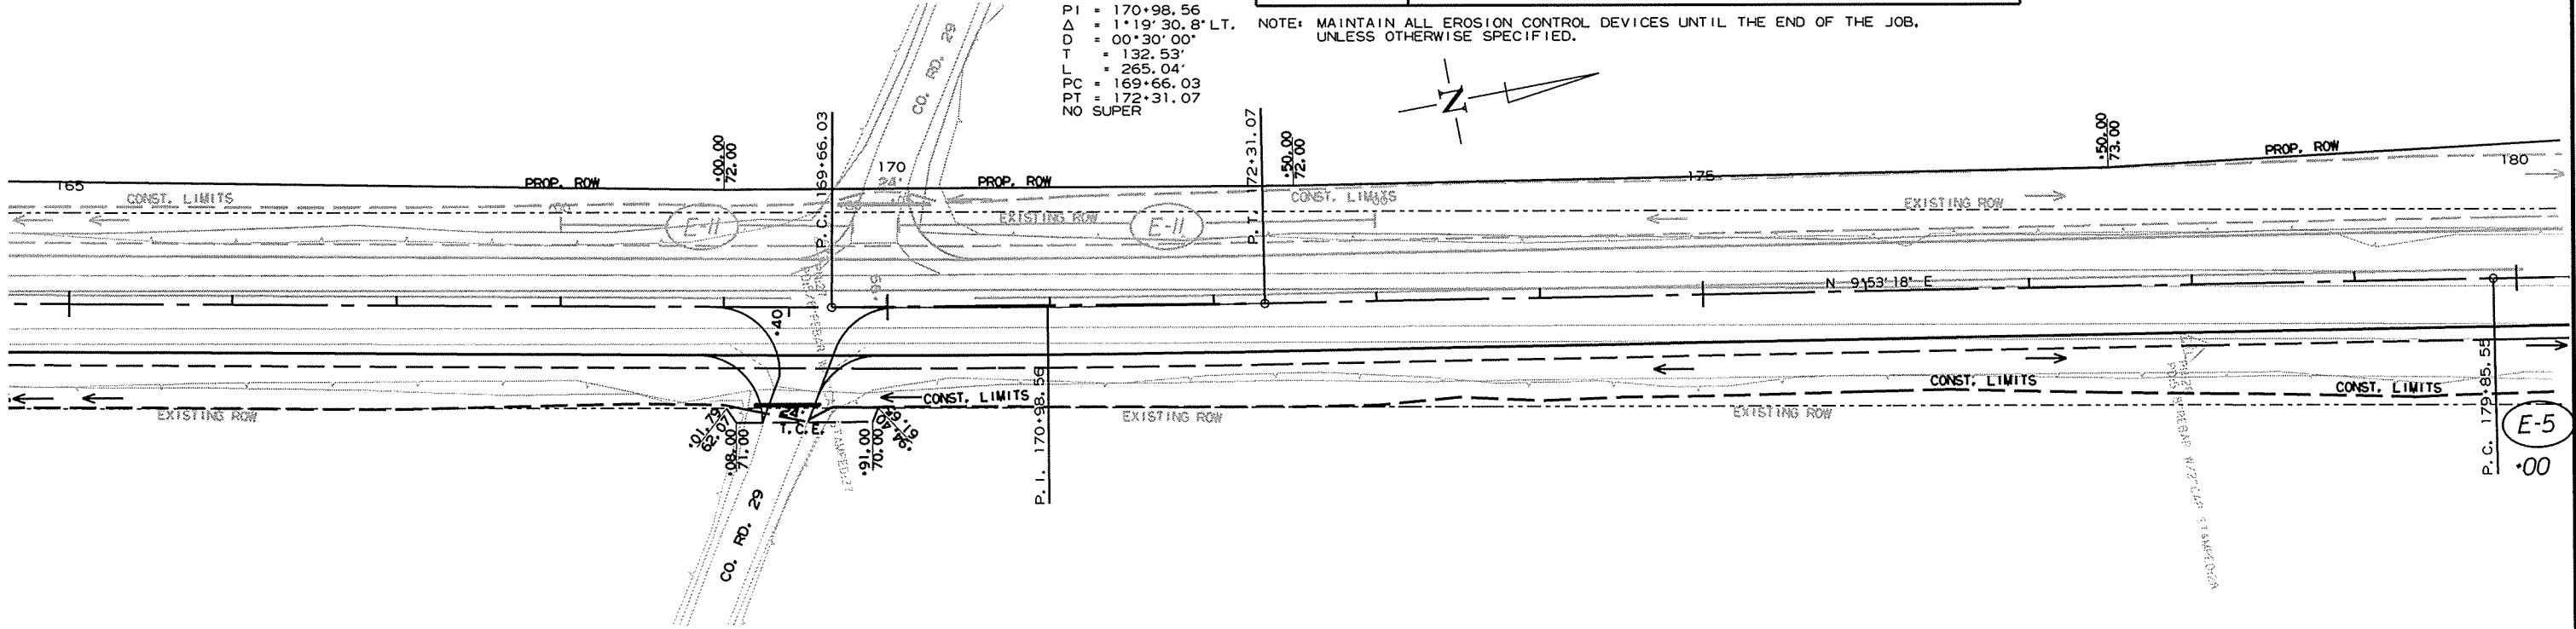 PI = 170+98.56
Δ = 1°19'30.8" LT.
D = 00°30'00"
T = 132.53'
L = 265.04'
PC = 169+66.03
PT = 172+31.07
NO SUPER
NOTE: MAINTAIN ALL EROSION CONTROL DEVICES UNTIL THE END OF THE JOB,
UNLESS OTHERWISE SPECIFIED.
CO. RD. 29
N
165
PROP. ROW
+00.00
72.00
P.C. 169+66.03
170
24'
PROP. ROW
P.T. 172+31.07
+50.00
72.00
175
+50.00
73.00
PROP. ROW
180
CONST. LIMITS
E-11
EXISTING ROW
E-11
CONST. LIMITS
EXISTING ROW
N 9°53'18" E
+40
66'
EXISTING ROW
24'
T.C.E.
+01.79
62.07
+08.00
71.00
+91.00
70.00
+94.40
61.61
CONST. LIMITS
P.I. 170+98.56
EXISTING ROW
EXISTING ROW
CONST. LIMITS
CONST. LIMITS
P.C. 179+85.55
E-5
+00
CO. RD. 29